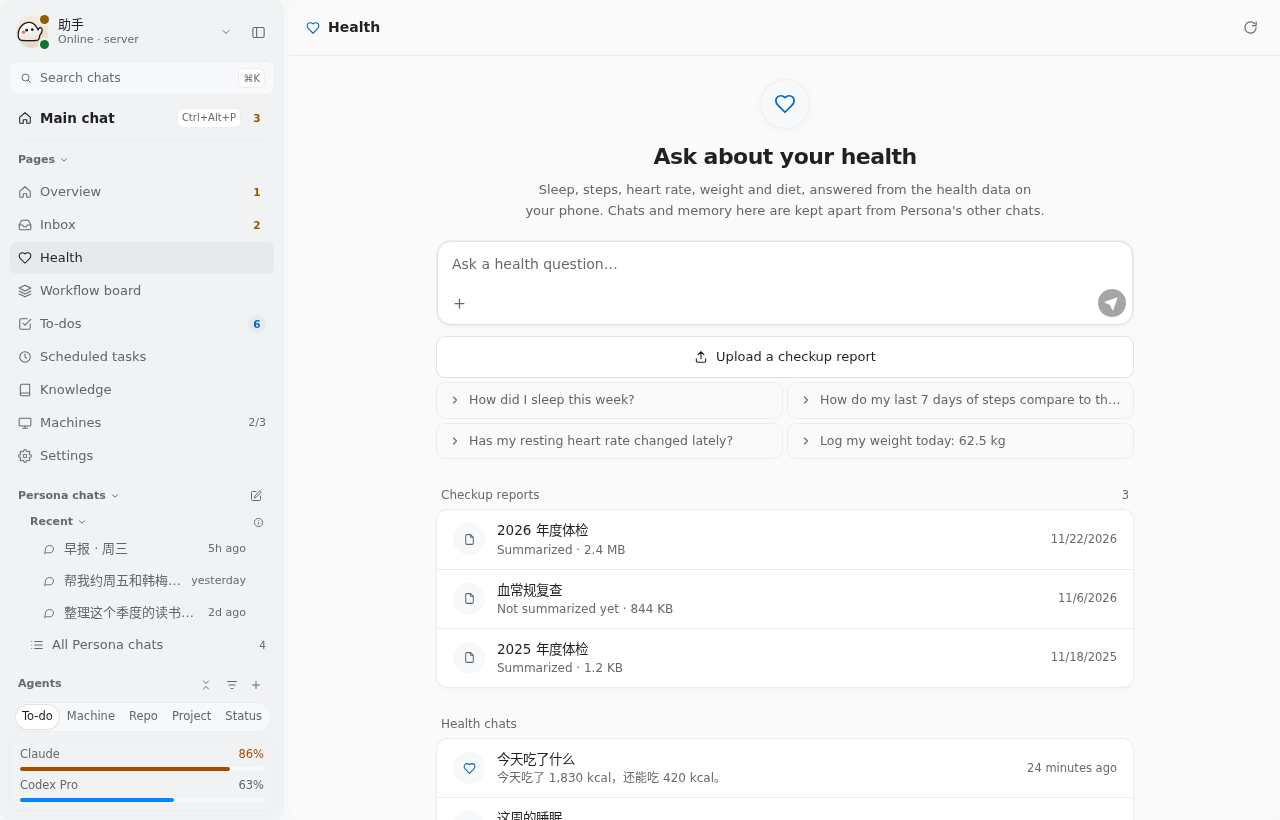 助手
Online · server
Search chats
⌘K
Main chat
Ctrl+Alt+P
3
Pages
Overview
1
Inbox
2
Health
Workflow board
To-dos
6
Scheduled tasks
Knowledge
Machines
2/3
Settings
Persona chats
Recent
早报 · 周三
5h ago
帮我约周五和韩梅…
yesterday
整理这个季度的读书…
2d ago
All Persona chats
4
Agents
To-do
Machine
Repo
Project
Status
Claude
86%
Codex Pro
63%
Health
Ask about your health
Sleep, steps, heart rate, weight and diet, answered from the health data on
your phone. Chats and memory here are kept apart from Persona's other chats.
Ask a health question…
Upload a checkup report
How did I sleep this week?
How do my last 7 days of steps compare to th…
Has my resting heart rate changed lately?
Log my weight today: 62.5 kg
Checkup reports
3
2026 年度体检
Summarized · 2.4 MB
11/22/2026
血常规复查
Not summarized yet · 844 KB
11/6/2026
2025 年度体检
Summarized · 1.2 KB
11/18/2025
Health chats
今天吃了什么
今天吃了 1,830 kcal，还能吃 420 kcal。
24 minutes ago
这周的睡眠